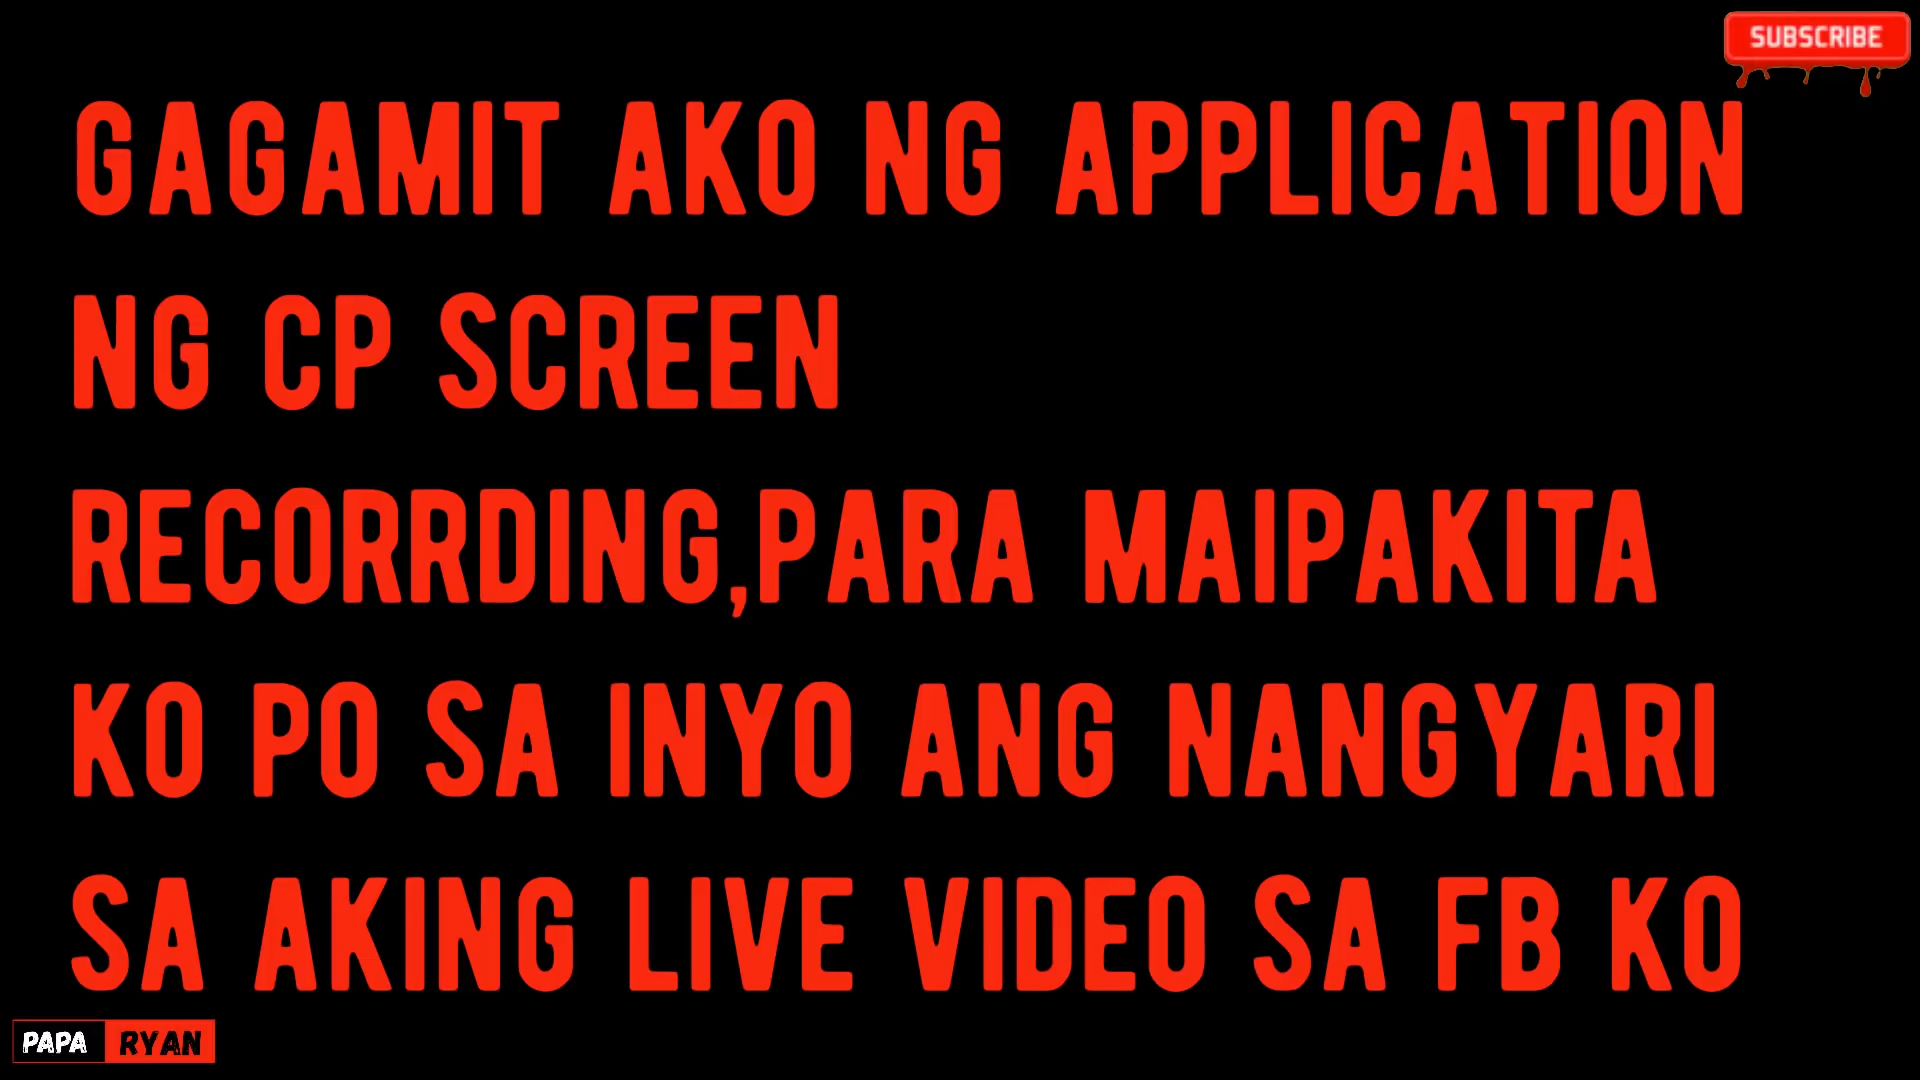 SUBSCRIBE
GAGAMIT AKO NG APPLICATION
NG CP SCREEN
RECORRDING,PARA MAIPAKITA
KO PO SA INYO ANG NANGYARI
SA AKING LIVE VIDEO SA FB KO
PAPA RYAN